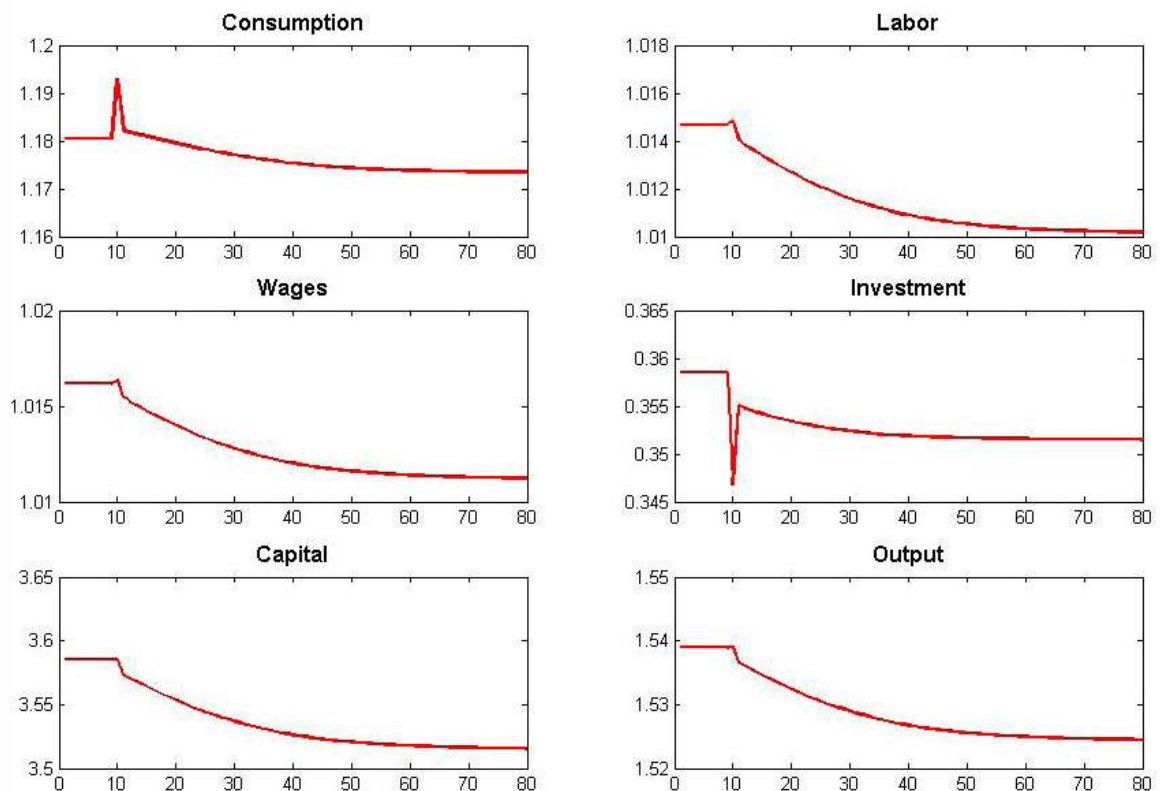 Consumption
1.2
1.19
1.18
1.17
1.16
0 10 20 30 40 50 60 70 80
Labor
1.018
1.016
1.014
1.012
1.01
0 10 20 30 40 50 60 70 80
Wages
1.02
1.015
1.01
0 10 20 30 40 50 60 70 80
Investment
0.365
0.36
0.355
0.35
0.345
0 10 20 30 40 50 60 70 80
Capital
3.65
3.6
3.55
3.5
0 10 20 30 40 50 60 70 80
Output
1.55
1.54
1.53
1.52
0 10 20 30 40 50 60 70 80